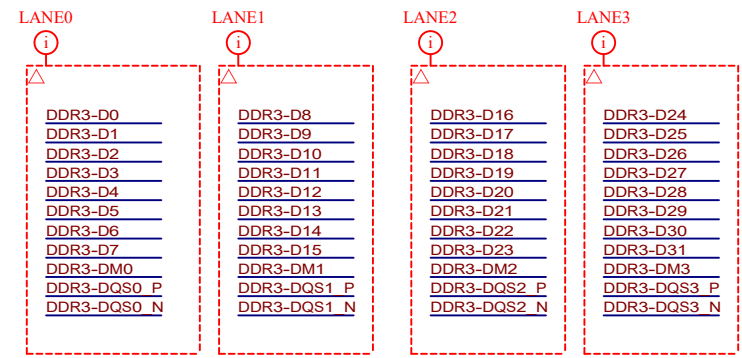 LANE0
i
DDR3-D0
DDR3-D1
DDR3-D2
DDR3-D3
DDR3-D4
DDR3-D5
DDR3-D6
DDR3-D7
DDR3-DM0
DDR3-DQS0_P
DDR3-DQS0_N
LANE1
i
DDR3-D8
DDR3-D9
DDR3-D10
DDR3-D11
DDR3-D12
DDR3-D13
DDR3-D14
DDR3-D15
DDR3-DM1
DDR3-DQS1_P
DDR3-DQS1_N
LANE2
i
DDR3-D16
DDR3-D17
DDR3-D18
DDR3-D19
DDR3-D20
DDR3-D21
DDR3-D22
DDR3-D23
DDR3-DM2
DDR3-DQS2_P
DDR3-DQS2_N
LANE3
i
DDR3-D24
DDR3-D25
DDR3-D26
DDR3-D27
DDR3-D28
DDR3-D29
DDR3-D30
DDR3-D31
DDR3-DM3
DDR3-DQS3_P
DDR3-DQS3_N